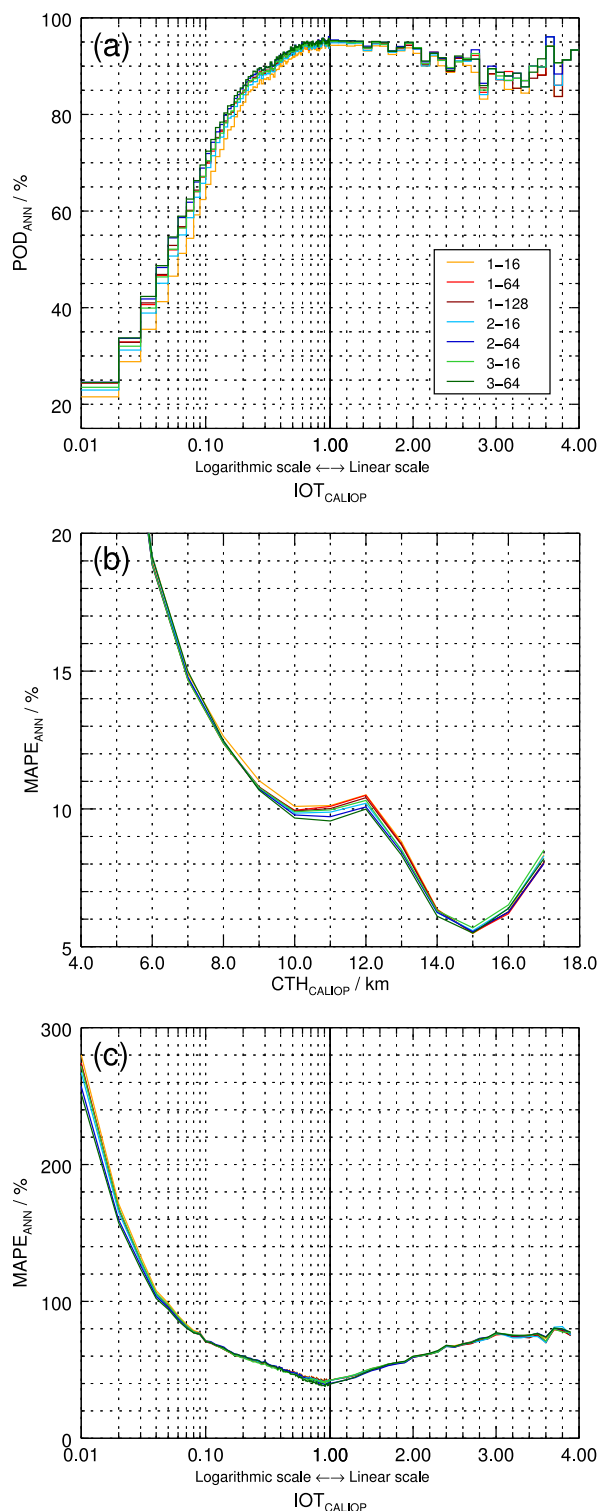 (a)
100
80
60
40
20
POD_ANN / %
1−16
1−64
1−128
2−16
2−64
3−16
3−64
0.01 0.10 1.00 2.00 3.00 4.00
Logarithmic scale ←→ Linear scale
IOT_CALIOP
(b)
20
15
10
5
MAPE_ANN / %
4.0 6.0 8.0 10.0 12.0 14.0 16.0 18.0
CTH_CALIOP / km
(c)
300
200
100
0
MAPE_ANN / %
0.01 0.10 1.00 2.00 3.00 4.00
Logarithmic scale ←→ Linear scale
IOT_CALIOP